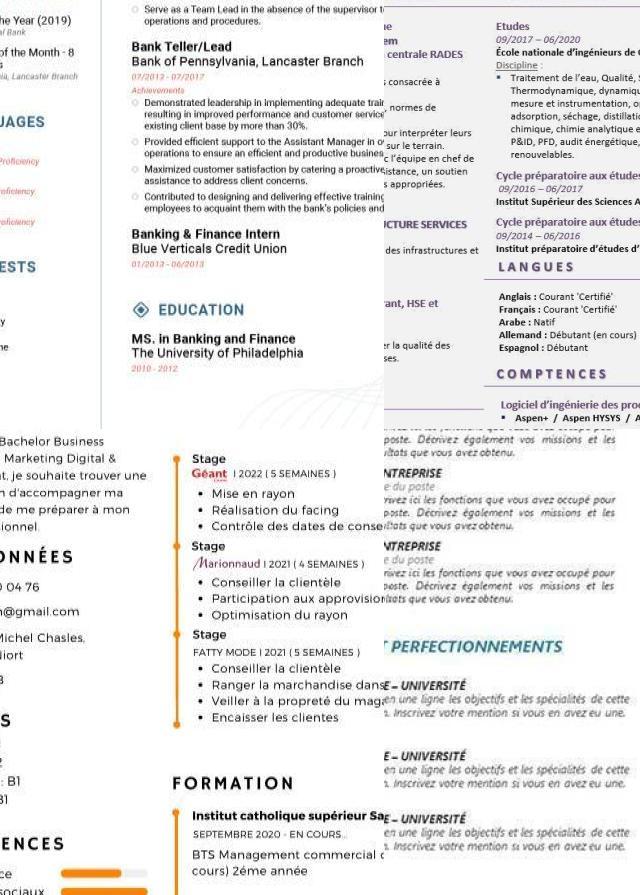 he Year (2019)
al Bank
of the Month - 8
s
nia, Lancaster Branch
UAGES
Proficiency
roficiency
roficiency
ESTS
y
ne
Serve as a Team Lead in the absence of the supervisor t
operations and procedures.
Bank Teller/Lead
Bank of Pennsylvania, Lancaster Branch
07/2013 - 07/2017
Achievements
Demonstrated leadership in implementing adequate trai
resulting in improved performance and customer service
existing client base by more than 30%.
Provided efficient support to the Assistant Manager in o
operations to ensure an efficient and productive busines
Maximized customer satisfaction by catering a proactive
assistance to address client concerns.
Contributed to designing and delivering effective training
employees to acquaint them with the bank's policies and
Banking & Finance Intern
Blue Verticals Credit Union
01/2013 - 06/2013
EDUCATION
MS. in Banking and Finance
The University of Philadelphia
2010 - 2012
ue
em
centrale RADES
s consacrée à
, normes de
our interpréter leurs
sur le terrain.
c l'équipe en chef de
istance, un soutien
s appropriées.
UCTURE SERVICES
des infrastructures et
rant, HSE et
er la qualité des
ses.
Etudes
09/2017 – 06/2020
École nationale d'ingénieurs de G
Discipline :
▪ Traitement de l'eau, Qualité, S
Thermodynamique, dynamiqu
mesure et instrumentation, op
adsorption, séchage, distillatio
chimique, chimie analytique e
P&ID, PFD, audit énergétique,
renouvelables.
Cycle préparatoire aux études
09/2016 – 06/2017
Institut Supérieur des Sciences A
Cycle préparatoire aux études
09/2014 – 06/2016
Institut préparatoire d'études d'
LANGUES
Anglais : Courant 'Certifié'
Français : Courant 'Certifié'
Arabe : Natif
Allemand : Débutant (en cours)
Espagnol : Débutant
COMPTENCES
Logiciel d'ingénierie des proc
▪ Aspen+ / Aspen HYSYS / A
Bachelor Business
Marketing Digital &
nt, je souhaite trouver une
n d'accompagner ma
de me préparer à mon
sionnel.
ONNÉES
0 04 76
n@gmail.com
Michel Chasles,
Niort
B
S
2
: B1
B1
ENCES
ce
sociaux
Stage
Géant | 2022 ( 5 SEMAINES )
• Mise en rayon
• Réalisation du facing
• Contrôle des dates de conse
Stage
Marionnaud | 2021 ( 4 SEMAINES )
• Conseiller la clientèle
• Participation aux approvision
• Optimisation du rayon
Stage
FATTY MODE | 2021 ( 5 SEMAINES )
• Conseiller la clientèle
• Ranger la marchandise dans
• Veiller à la propreté du maga
• Encaisser les clientes
FORMATION
Institut catholique supérieur Sa
SEPTEMBRE 2020 - EN COURS...
BTS Management commercial o
cours) 2éme année
poste. Décrivez également vos missions et les
ltats que vous avez obtenu.
NTREPRISE
e du poste
rivez ici les fonctions que vous avez occupé pour
poste. Décrivez également vos missions et les
ltats que vous avez obtenu.
NTREPRISE
e du poste
rivez ici les fonctions que vous avez occupé pour
poste. Décrivez également vos missions et les
ltats que vous avez obtenu.
T PERFECTIONNEMENTS
E – UNIVERSITÉ
en une ligne les objectifs et les spécialités de cette
n. Inscrivez votre mention si vous en avez eu une.
E – UNIVERSITÉ
en une ligne les objectifs et les spécialités de cette
n. Inscrivez votre mention si vous en avez eu une.
E – UNIVERSITÉ
en une ligne les objectifs et les spécialités de cette
n. Inscrivez votre mention si vous en avez eu une.